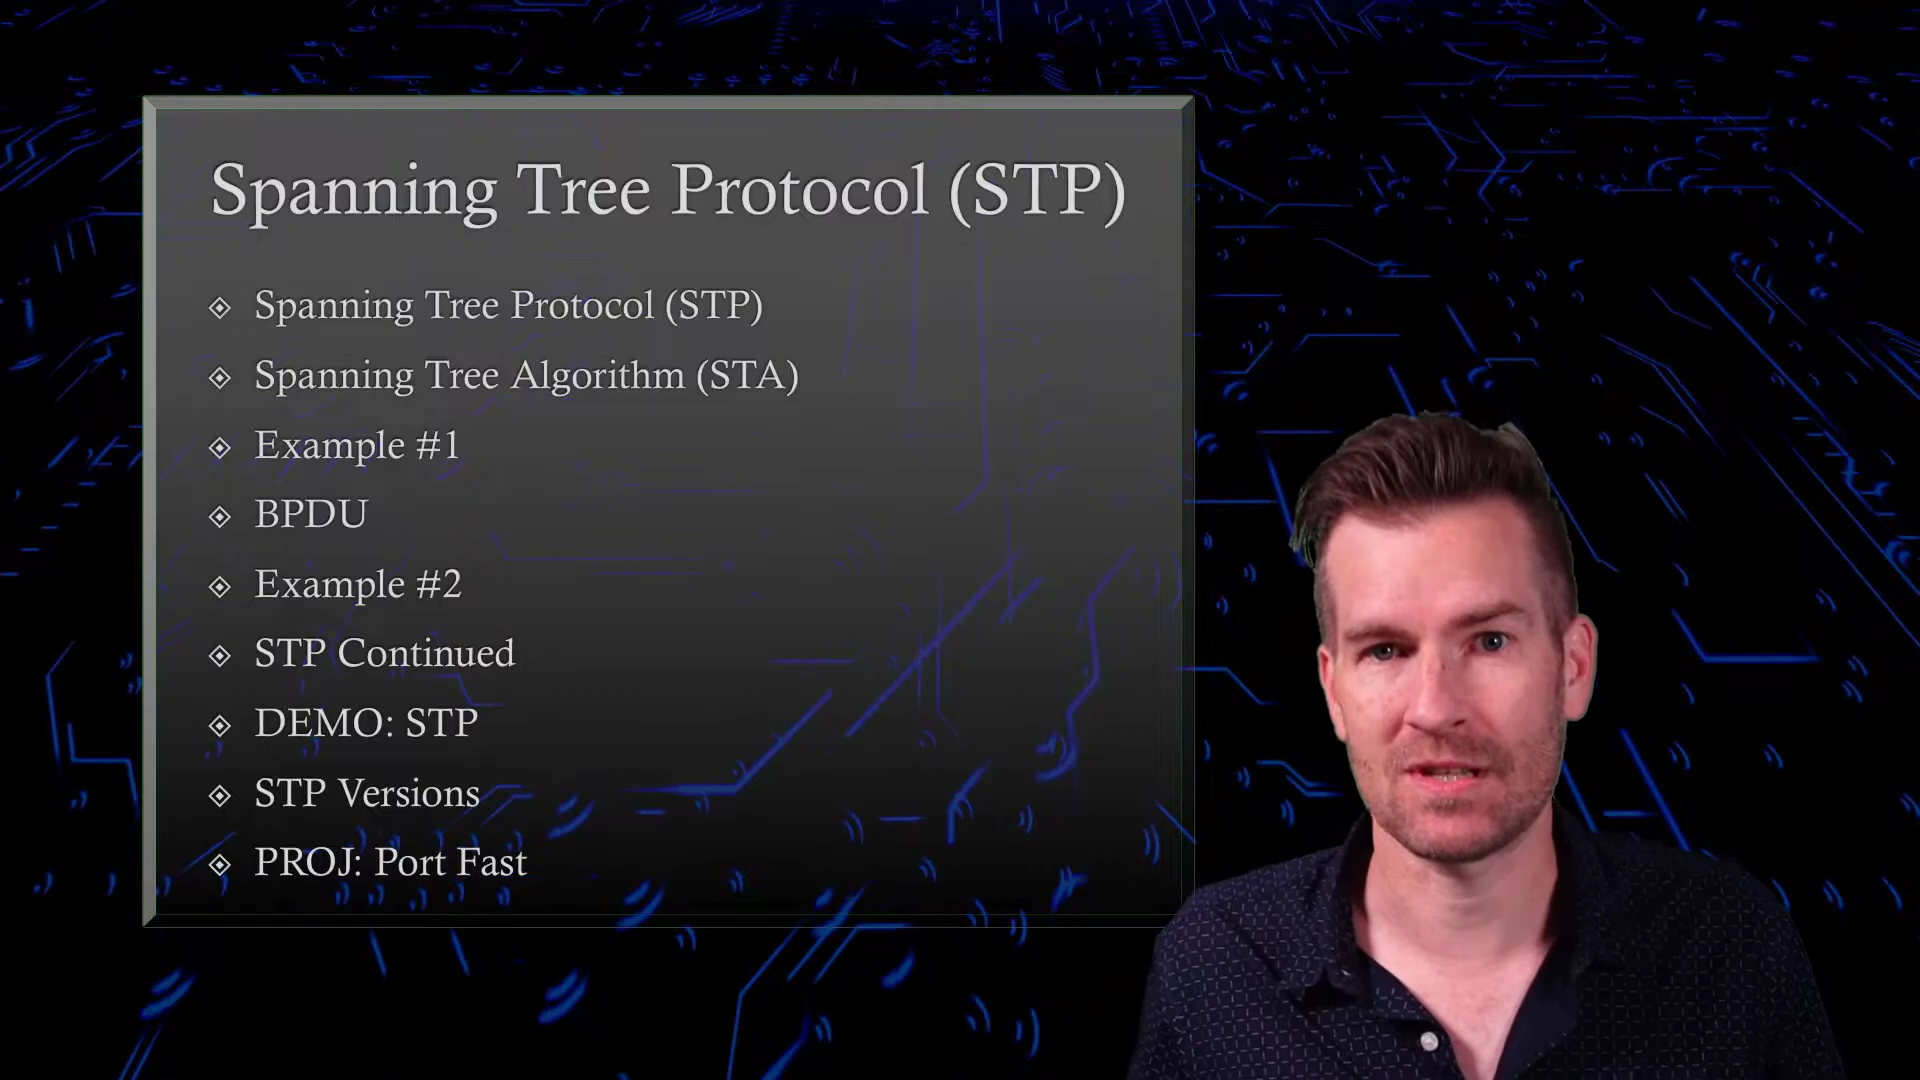 Spanning Tree Protocol (STP)
Spanning Tree Protocol (STP)
Spanning Tree Algorithm (STA)
Example #1
BPDU
Example #2
STP Continued
DEMO: STP
STP Versions
PROJ: Port Fast